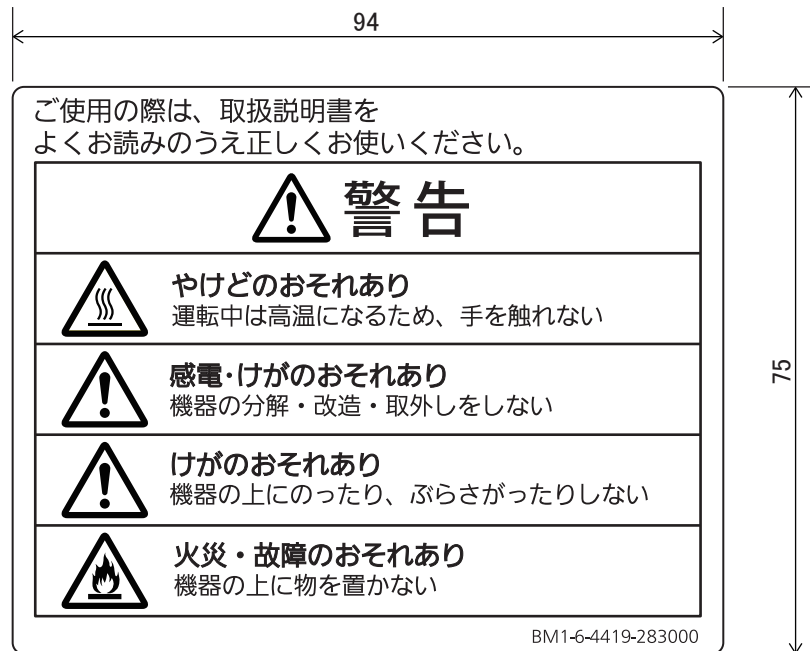 94
ご使用の際は、取扱説明書を
よくお読みのうえ正しくお使いください。
警告
やけどのおそれあり
運転中は高温になるため、手を触れない
感電・けがのおそれあり
機器の分解・改造・取外しをしない
けがのおそれあり
機器の上にのったり、ぶらさがったりしない
火災・故障のおそれあり
機器の上に物を置かない
BM1-6-4419-283000
75